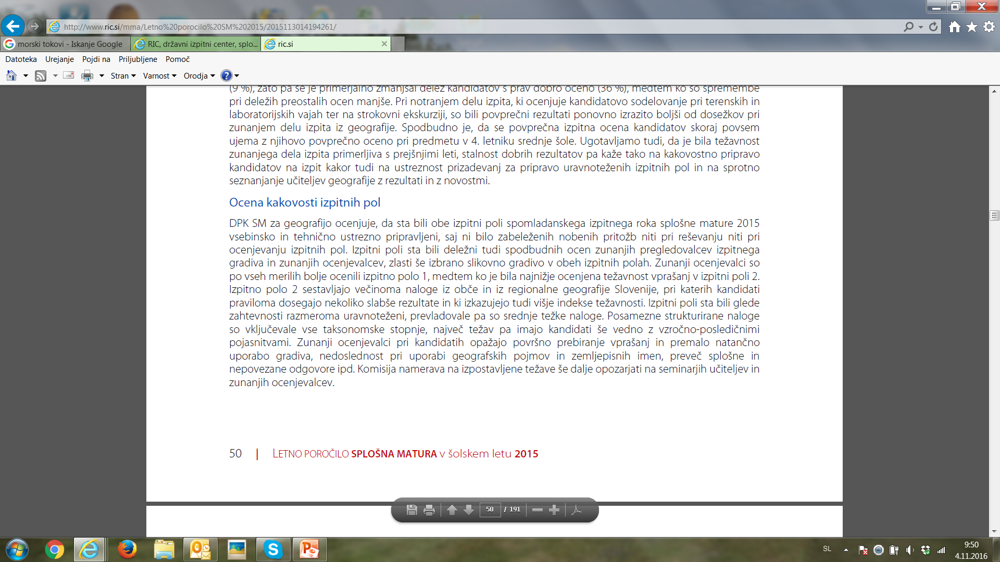 http://www.ric.si/mma/Letno%20porocilo%20SM%202015/2015113014194261/
morski tokovi - Iskanje Google
RIC, državni izpitni center, splo...
ric.si
Datoteka Urejanje Pojdi na Priljubljene Pomoč
Stran Varnost Orodja
(9 %), zato pa se je primerjalno zmanjšal delež kandidatov s prav dobro oceno (36 %), medtem ko so spremembe
pri deležih preostalih ocen manjše. Pri notranjem delu izpita, ki ocenjuje kandidatovo sodelovanje pri terenskih in
laboratorijskih vajah ter na strokovni ekskurziji, so bili povprečni rezultati ponovno izrazito boljši od dosežkov pri
zunanjem delu izpita iz geografije. Spodbudno je, da se povprečna izpitna ocena kandidatov skoraj povsem
ujema z njihovo povprečno oceno pri predmetu v 4. letniku srednje šole. Ugotavljamo tudi, da je bila težavnost
zunanjega dela izpita primerljiva s prejšnjimi leti, stalnost dobrih rezultatov pa kaže tako na kakovostno pripravo
kandidatov na izpit kakor tudi na ustreznost prizadevanj za pripravo uravnoteženih izpitnih pol in na sprotno
seznanjanje učiteljev geografije z rezultati in z novostmi.
Ocena kakovosti izpitnih pol
DPK SM za geografijo ocenjuje, da sta bili obe izpitni poli spomladanskega izpitnega roka splošne mature 2015
vsebinsko in tehnično ustrezno pripravljeni, saj ni bilo zabeleženih nobenih pritožb niti pri reševanju niti pri
ocenjevanju izpitnih pol. Izpitni poli sta bili deležni tudi spodbudnih ocen zunanjih pregledovalcev izpitnega
gradiva in zunanjih ocenjevalcev, zlasti še izbrano slikovno gradivo v obeh izpitnih polah. Zunanji ocenjevalci so
po vseh merilih bolje ocenili izpitno polo 1, medtem ko je bila najnižje ocenjena težavnost vprašanj v izpitni poli 2.
Izpitno polo 2 sestavljajo večinoma naloge iz obče in iz regionalne geografije Slovenije, pri katerih kandidati
praviloma dosegajo nekoliko slabše rezultate in ki izkazujejo tudi višje indekse težavnosti. Izpitni poli sta bili glede
zahtevnosti razmeroma uravnoteženi, prevladovale pa so srednje težke naloge. Posamezne strukturirane naloge
so vključevale vse taksonomske stopnje, največ težav pa imajo kandidati še vedno z vzročno-posledičnimi
pojasnitvami. Zunanji ocenjevalci pri kandidatih opažajo površno prebiranje vprašanj in premalo natančno
uporabo gradiva, nedoslednost pri uporabi geografskih pojmov in zemljepisnih imen, preveč splošne in
nepovezane odgovore ipd. Komisija namerava na izpostavljene težave še dalje opozarjati na seminarjih učiteljev in
zunanjih ocenjevalcev.
50 | LETNO POROČILO SPLOŠNA MATURA v šolskem letu 2015
50 / 191
SL
9:50
4.11.2016